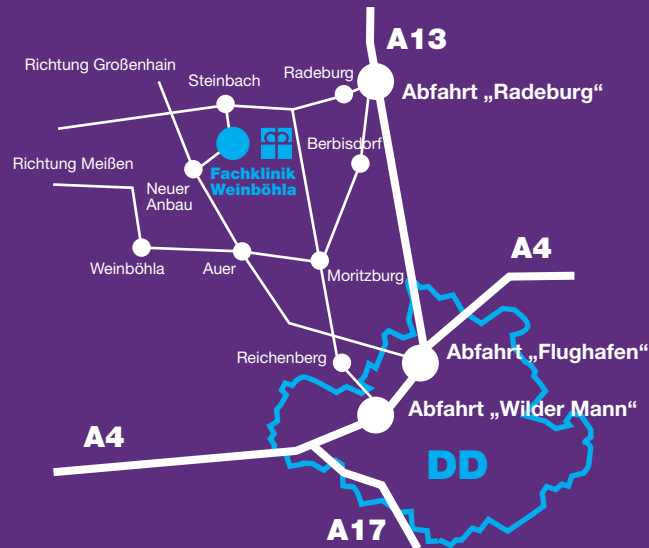 A13
Richtung Großenhain
Steinbach
Radeburg
Abfahrt „Radeburg“
Berbisdorf
Richtung Meißen
Fachklinik
Weinböhla
Neuer
Anbau
A4
Weinböhla
Auer
Moritzburg
Reichenberg
Abfahrt „Flughafen“
Abfahrt „Wilder Mann“
A4
DD
A17